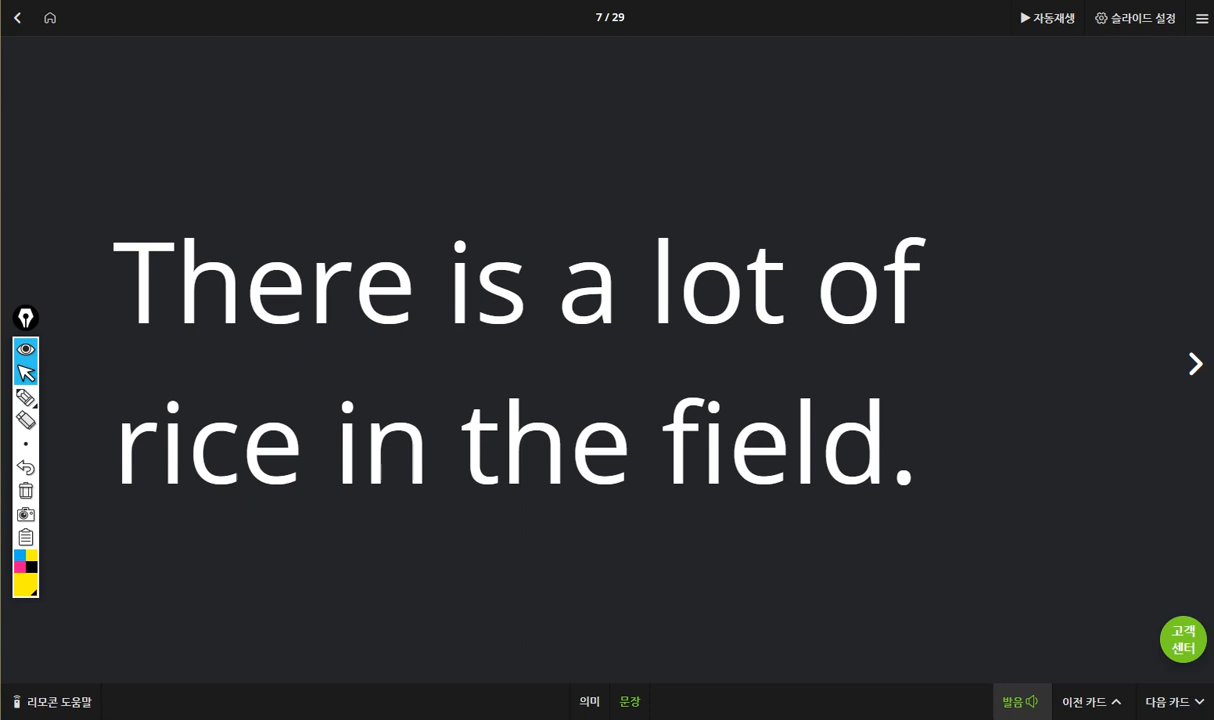 7 / 29
자동재생
슬라이드 설정
There is a lot of
rice in the field.
고객
센터
리모콘 도움말
의미
문장
발음
이전 카드
다음 카드